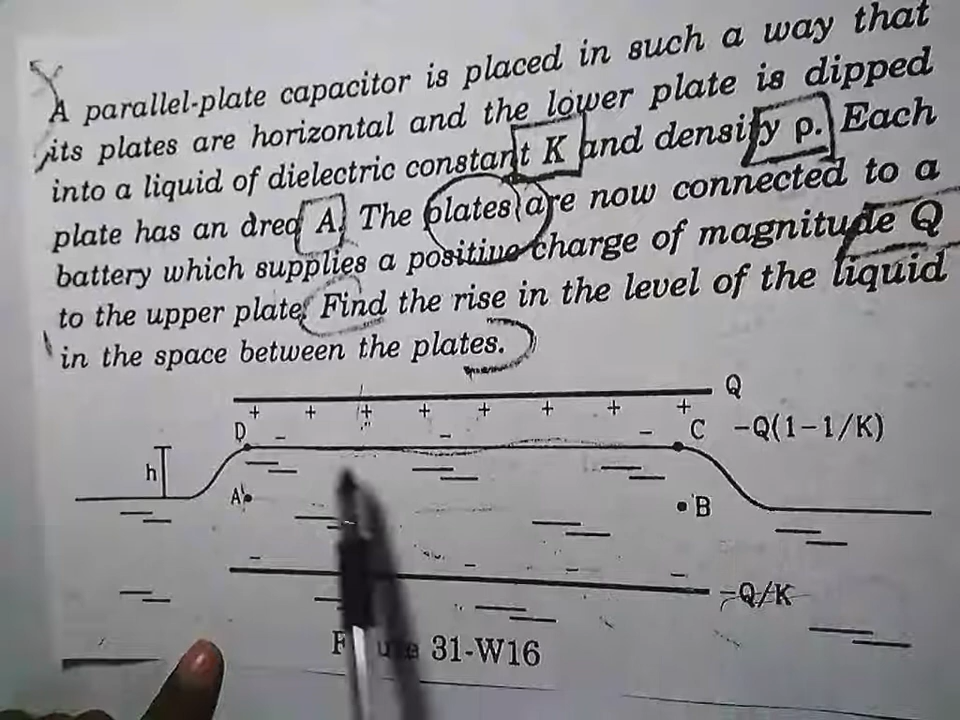 A parallel-plate capacitor is placed in such a way that
its plates are horizontal and the lower plate is dipped
into a liquid of dielectric constant K and density ρ. Each
plate has an area A. The plates are now connected to a
battery which supplies a positive charge of magnitude Q
to the upper plate. Find the rise in the level of the liquid
in the space between the plates.
Q
+ + + + + + + +
D C -Q(1-1/K)
h
A B
-Q/K
31-W16